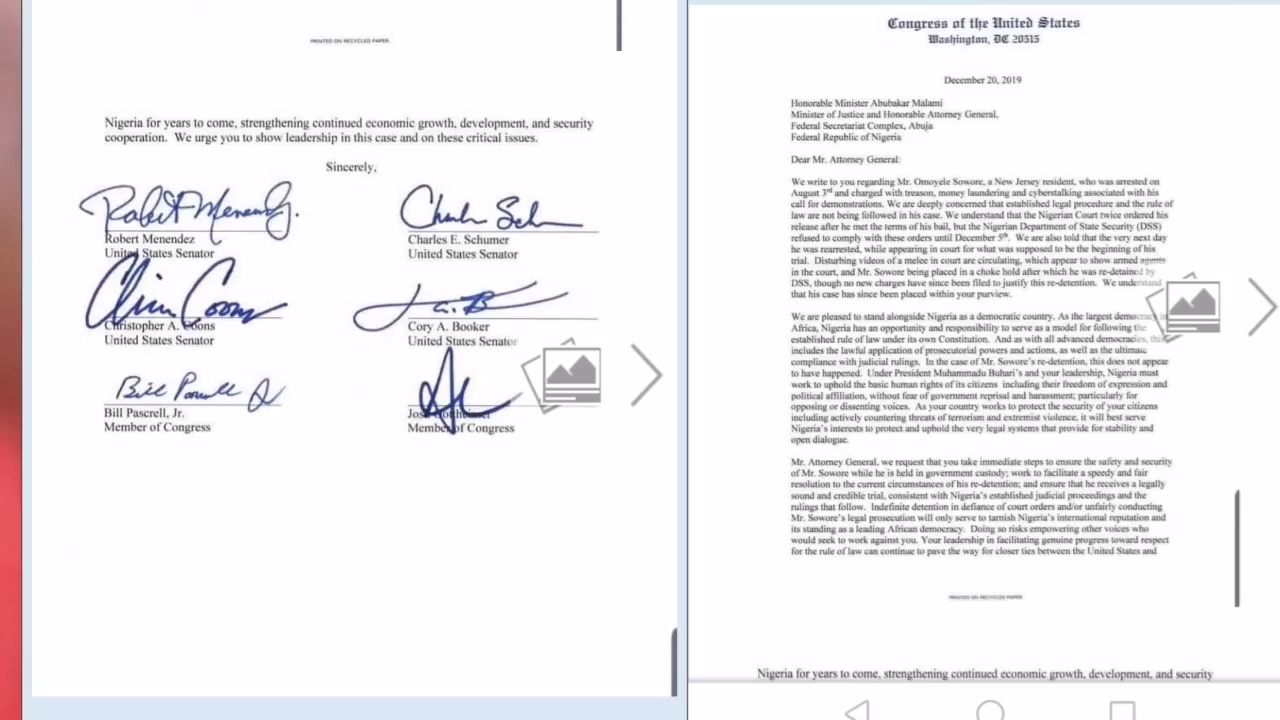 PRINTED ON RECYCLED PAPER
Nigeria for years to come, strengthening continued economic growth, development, and security
cooperation. We urge you to show leadership in this case and on these critical issues.
Sincerely,
Robert Menendez
United States Senator
Charles E. Schumer
United States Senator
Christopher A. Coons
United States Senator
Cory A. Booker
United States Senator
Bill Pascrell, Jr.
Member of Congress
Member of Congress
Congress of the United States
Washington, DC 20515
December 20, 2019
Honorable Minister Abubakar Malami
Minister of Justice and Honorable Attorney General,
Federal Secretariat Complex, Abuja
Federal Republic of Nigeria
Dear Mr. Attorney General:
We write to you regarding Mr. Omoyele Sowore, a New Jersey resident, who was arrested on
August 3rd and charged with treason, money laundering and cyberstalking associated with his
call for demonstrations. We are deeply concerned that established legal procedure and the rule of
law are not being followed in his case. We understand that the Nigerian Court twice ordered his
release after he met the terms of his bail, but the Nigerian Department of State Security (DSS)
refused to comply with these orders until December 5th. We are also told that the very next day
he was rearrested, while appearing in court for what was supposed to be the beginning of his
trial. Disturbing videos of a melee in court are circulating, which appear to show armed agents
in the court, and Mr. Sowore being placed in a choke hold after which he was re-detained by
DSS, though no new charges have since been filed to justify this re-detention. We understand
that his case has since been placed within your purview.
We are pleased to stand alongside Nigeria as a democratic country. As the largest democracy in
Africa, Nigeria has an opportunity and responsibility to serve as a model for following the
established rule of law under its own Constitution. And as with all advanced democracies, this
includes the lawful application of prosecutorial powers and actions, as well as the ultimate
compliance with judicial rulings. In the case of Mr. Sowore's re-detention, this does not appear
to have happened. Under President Muhammadu Buhari's and your leadership, Nigeria must
work to uphold the basic human rights of its citizens including their freedom of expression and
political affiliation, without fear of government reprisal and harassment; particularly for
opposing or dissenting voices. As your country works to protect the security of your citizens
including actively countering threats of terrorism and extremist violence, it will best serve
Nigeria's interests to protect and uphold the very legal systems that provide for stability and
open dialogue.
Mr. Attorney General, we request that you take immediate steps to ensure the safety and security
of Mr. Sowore while he is held in government custody; work to facilitate a speedy and fair
resolution to the current circumstances of his re-detention; and ensure that he receives a legally
sound and credible trial, consistent with Nigeria's established judicial proceedings and the
rulings that follow. Indefinite detention in defiance of court orders and/or unfairly conducting
Mr. Sowore's legal prosecution will only serve to tarnish Nigeria's international reputation and
its standing as a leading African democracy. Doing so risks empowering other voices who
would seek to work against you. Your leadership in facilitating genuine progress toward respect
for the rule of law can continue to pave the way for closer ties between the United States and
PRINTED ON RECYCLED PAPER
Nigeria for years to come, strengthening continued economic growth, development, and security